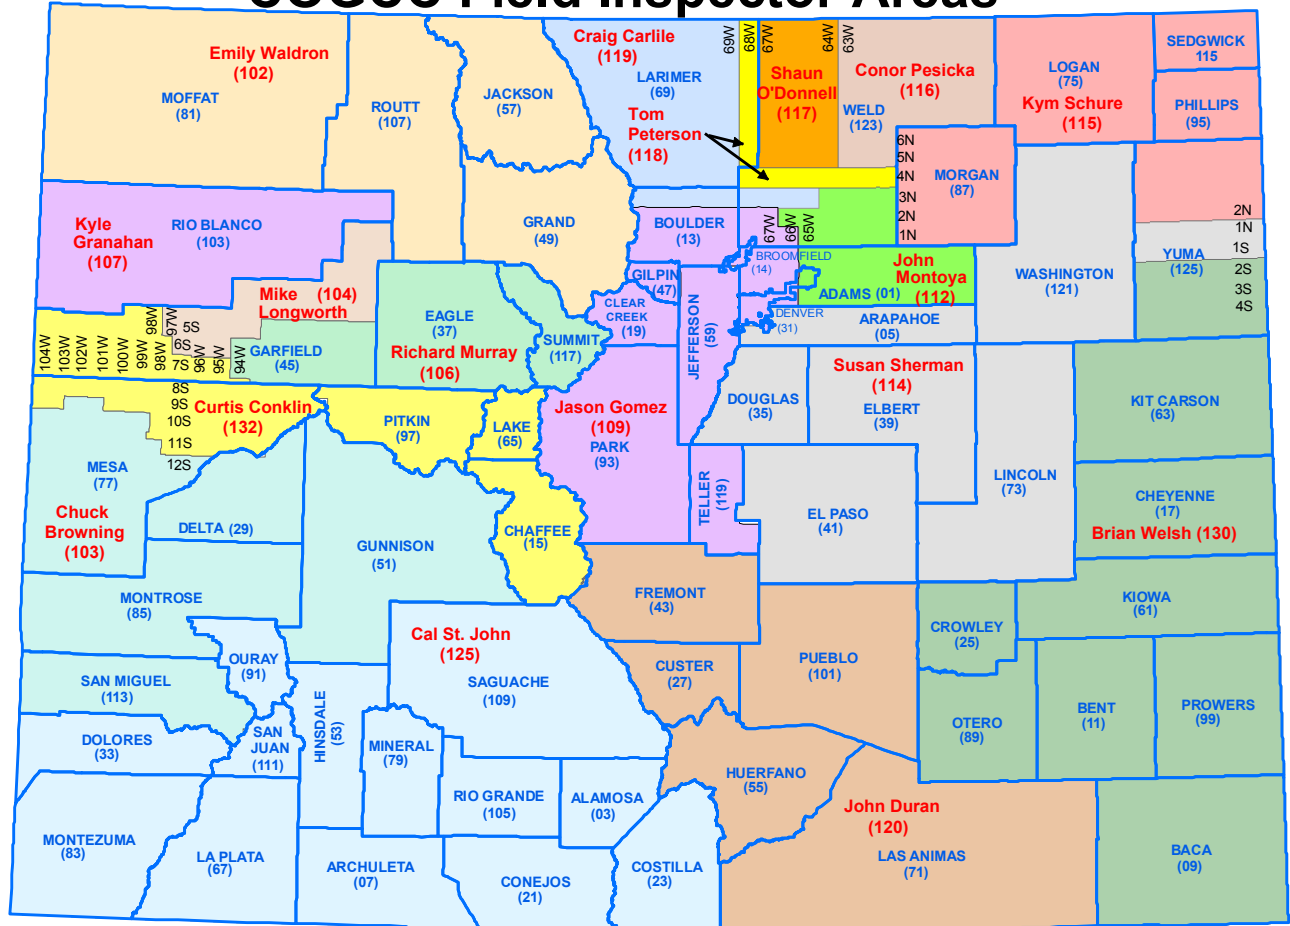 COGCC Field Inspector Areas
Emily Waldron
(102)
MOFFAT
(81)
ROUTT
(107)
JACKSON
(57)
Craig Carlile
(119)
LARIMER
(69)
69W
68W
67W
64W
63W
Tom
Peterson
(118)
Shaun
O'Donnell
(117)
Conor Pesicka
(116)
WELD
(123)
LOGAN
(75)
Kym Schure
(115)
SEDGWICK
115
PHILLIPS
(95)
6N
5N
4N
3N
2N
1N
MORGAN
(87)
Kyle
Granahan
(107)
RIO BLANCO
(103)
GRAND
(49)
BOULDER
(13)
67W
66W
65W
BROOMFIELD
(14)
John
Montoya
(112)
ADAMS (01)
WASHINGTON
(121)
2N
1N
1S
YUMA
(125)
2S
3S
4S
Mike (104)
Longworth
GILPIN
(47)
CLEAR
CREEK
(19)
JEFFERSON
(59)
DENVER
(31)
ARAPAHOE
(05)
EAGLE
(37)
Richard Murray
(106)
SUMMIT
(117)
104W
103W
102W
101W
100W
99W
98W
98W
97W
96W
95W
94W
5S
6S
7S
GARFIELD
(45)
8S
9S
10S
11S
12S
Curtis Conklin
(132)
PITKIN
(97)
LAKE
(65)
Jason Gomez
(109)
PARK
(93)
DOUGLAS
(35)
Susan Sherman
(114)
ELBERT
(39)
KIT CARSON
(63)
MESA
(77)
Chuck
Browning
(103)
DELTA (29)
GUNNISON
(51)
CHAFFEE
(15)
TELLER
(119)
EL PASO
(41)
LINCOLN
(73)
CHEYENNE
(17)
Brian Welsh (130)
MONTROSE
(85)
FREMONT
(43)
KIOWA
(61)
CROWLEY
(25)
OURAY
(91)
Cal St. John
(125)
SAGUACHE
(109)
CUSTER
(27)
PUEBLO
(101)
SAN MIGUEL
(113)
HINSDALE
(53)
OTERO
(89)
BENT
(11)
PROWERS
(99)
DOLORES
(33)
SAN
JUAN
(111)
MINERAL
(79)
RIO GRANDE
(105)
ALAMOSA
(03)
HUERFANO
(55)
John Duran
(120)
LAS ANIMAS
(71)
MONTEZUMA
(83)
LA PLATA
(67)
ARCHULETA
(07)
CONEJOS
(21)
COSTILLA
(23)
BACA
(09)